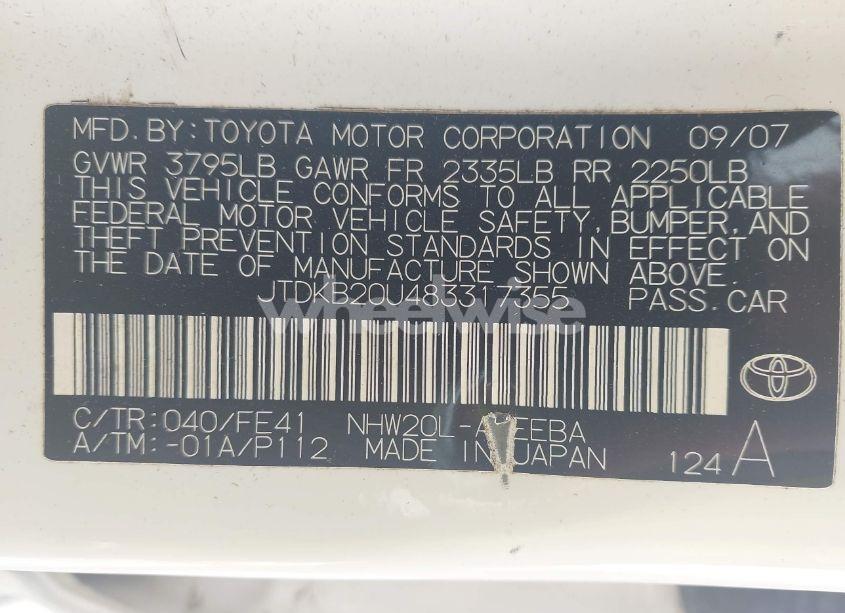 MFD. BY: TOYOTA MOTOR CORPORATION 09/07
GVWR 3795LB GAWR FR 2335LB RR 2250LB
THIS VEHICLE CONFORMS TO ALL APPLICABLE
FEDERAL MOTOR VEHICLE SAFETY, BUMPER, AND
THEFT PREVENTION STANDARDS IN EFFECT ON
THE DATE OF MANUFACTURE SHOWN ABOVE.
JTDKB20U483317355 PASS. CAR
wheelwise
C/TR: 040/FE41 MADE IN JAPAN
A/TM: -01A/P112 124 A